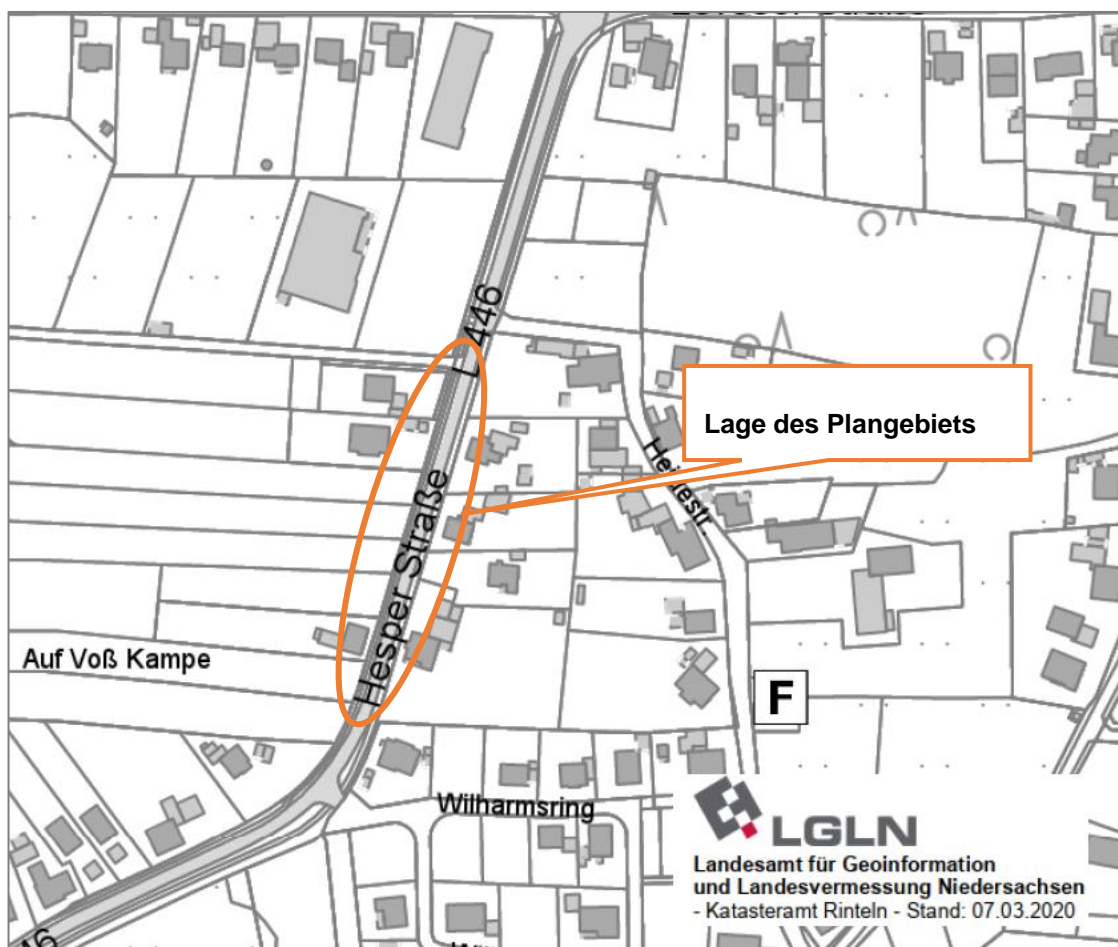 L 446
Lage des Plangebiets
Heidestr.
Hesper Straße
Auf Voß Kampe
F
Wilharmsring
LGLN
Landesamt für Geoinformation
und Landesvermessung Niedersachsen
- Katasteramt Rinteln - Stand: 07.03.2020